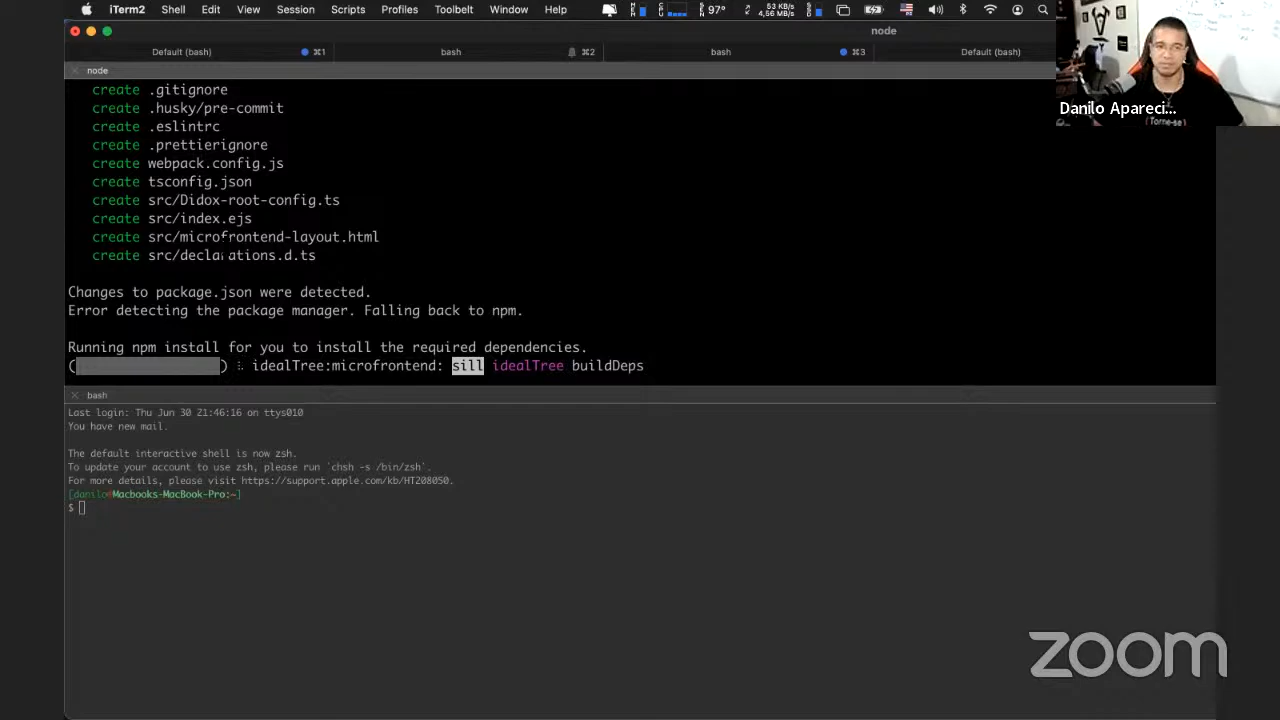 iTerm2 Shell Edit View Session Scripts Profiles Toolbelt Window Help 97° 53 KB/s 4,56 MB/s
node
Default (bash) ⌘1 bash ⌘2 bash ⌘3 Default (bash)
node
create .gitignore
create .husky/pre-commit
create .eslintrc
create .prettierignore
create webpack.config.js
create tsconfig.json
create src/Didox-root-config.ts
create src/index.ejs
create src/microfrontend-layout.html
create src/declarations.d.ts
Changes to package.json were detected.
Error detecting the package manager. Falling back to npm.
Running npm install for you to install the required dependencies.
( ) ⠧ idealTree:microfrontend: sill idealTree buildDeps
bash
Last login: Thu Jun 30 21:46:16 on ttys010
You have new mail.
The default interactive shell is now zsh.
To update your account to use zsh, please run `chsh -s /bin/zsh`.
For more details, please visit https://support.apple.com/kb/HT208050.
[danilo@Macbooks-MacBook-Pro:~]
$
Danilo Apareci...
(Torne-se)
zoom